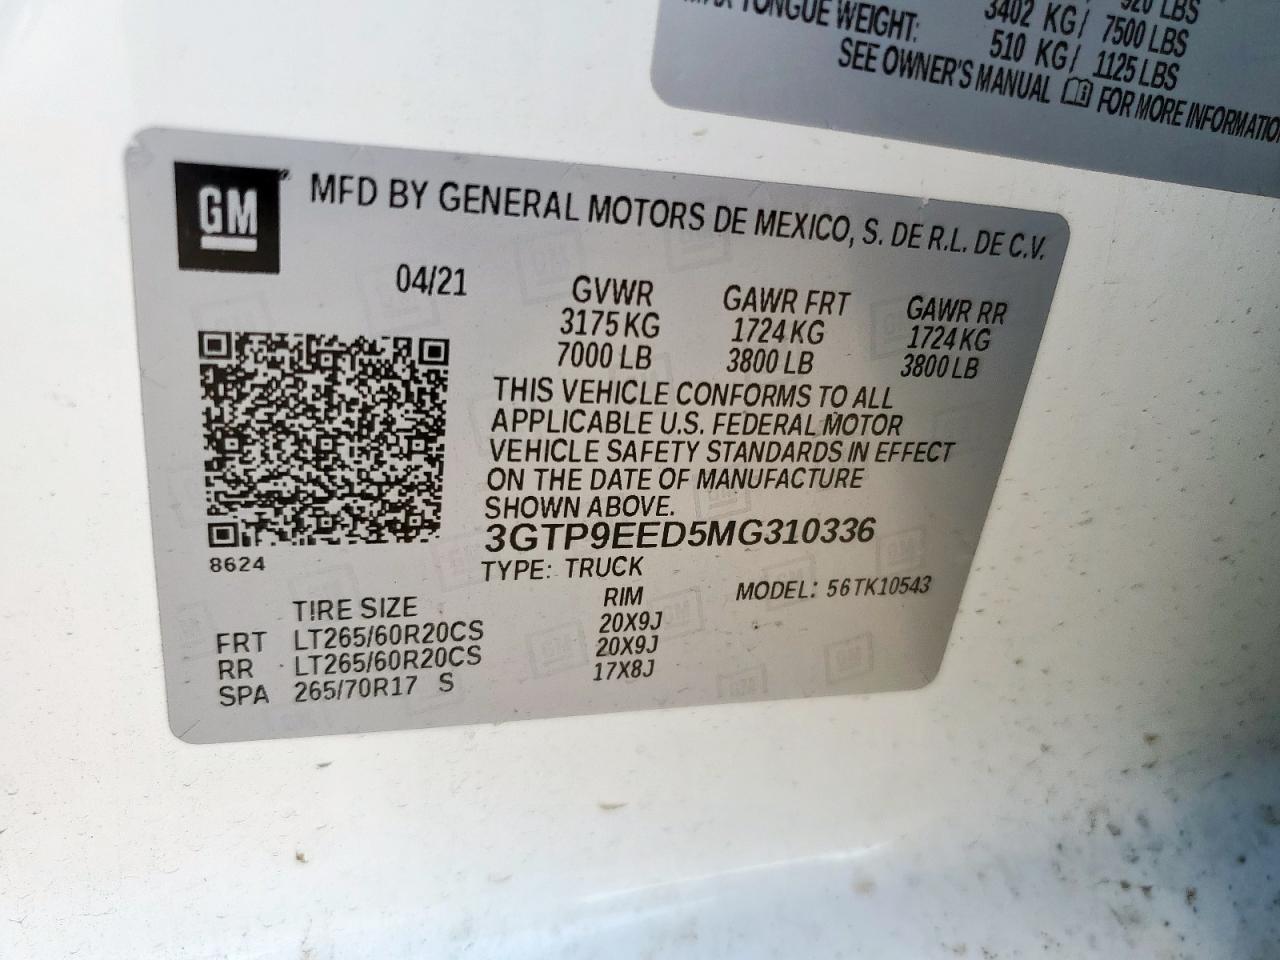 920 LBS
3402 KG/ 7500 LBS
TONGUE WEIGHT: 510 KG/ 1125 LBS
SEE OWNER'S MANUAL FOR MORE INFORMATION
GM
MFD BY GENERAL MOTORS DE MEXICO, S. DE R.L. DE C.V.
04/21 GVWR GAWR FRT GAWR RR
3175 KG 1724 KG 1724 KG
7000 LB 3800 LB 3800 LB
THIS VEHICLE CONFORMS TO ALL
APPLICABLE U.S. FEDERAL MOTOR
VEHICLE SAFETY STANDARDS IN EFFECT
ON THE DATE OF MANUFACTURE
SHOWN ABOVE.
3GTP9EED5MG310336
8624
TYPE: TRUCK MODEL: 56TK10543
TIRE SIZE RIM
FRT LT265/60R20CS 20X9J
RR LT265/60R20CS 20X9J
SPA 265/70R17 S 17X8J